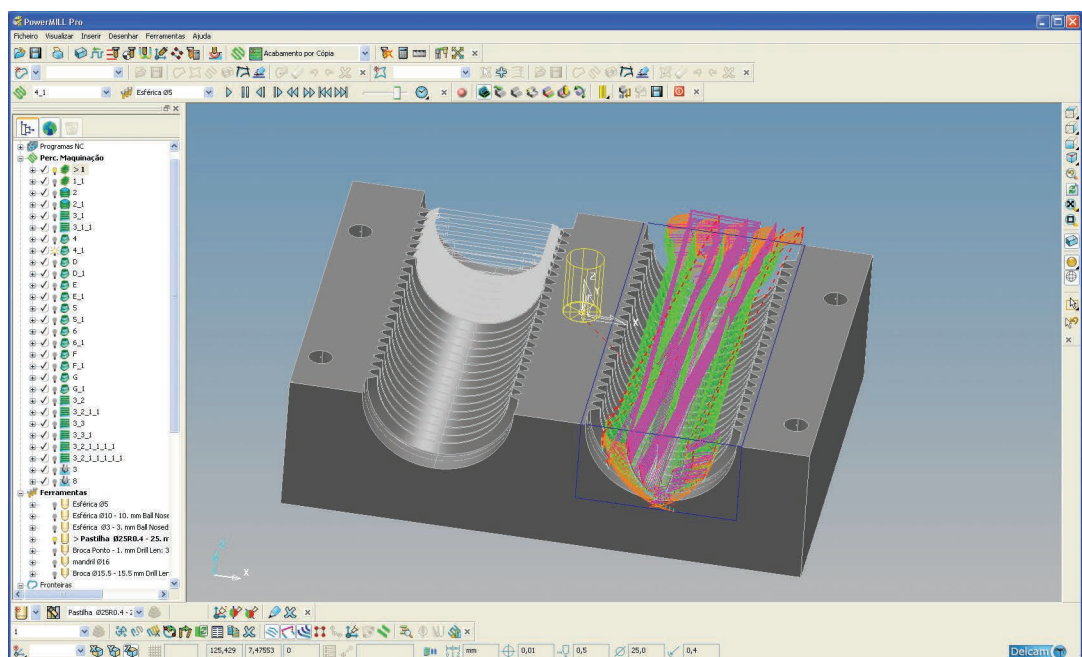 PowerMILL Pro
Ficheiro Visualizar Inserir Desenhar Ferramentas Ajuda
Acabamento por Cópia
4_1 Esférica Ø5
Programas NC
Perc. Maquinação
> 1
1_1
2
2_1
3_1
3_1_1
4
4_1
D
D_1
E
E_1
5
5_1
6
6_1
F
F_1
G
G_1
3_2
3_2_1_1
3_3
3_3_1
3_2_1_1_1_1
3_2_1_1_1_1_1
3
8
Ferramentas
Esférica Ø5
Esférica Ø10 - 10. mm Ball Nose
Esférica Ø3 - 3. mm Ball Nosed
> Pastilha Ø25R0.4 - 25. m
Broca Ponto - 1. mm Drill Len: 3
mandril Ø16
Broca Ø15.5 - 15.5 mm Drill Ler
Fronteiras
Z
X
X
Pastilha Ø25R0.4 - 2
1
125,429 7,47553 0 mm 0,01 0,5 25,0 0,4 Delcam